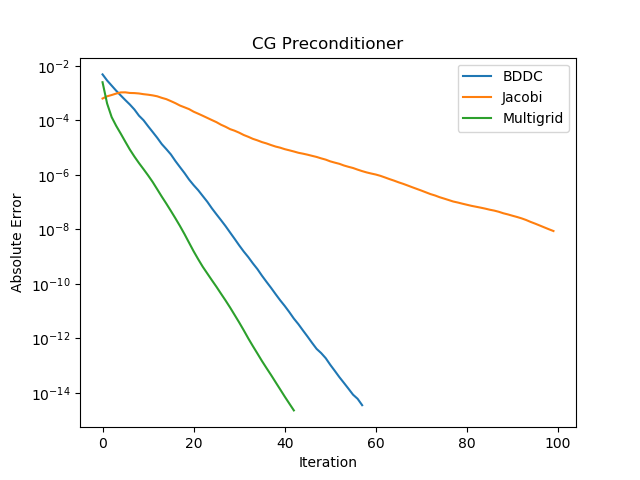 CG Preconditioner
10⁻²
10⁻⁴
10⁻⁶
10⁻⁸
10⁻¹⁰
10⁻¹²
10⁻¹⁴
Absolute Error
BDDC
Jacobi
Multigrid
0 20 40 60 80 100
Iteration